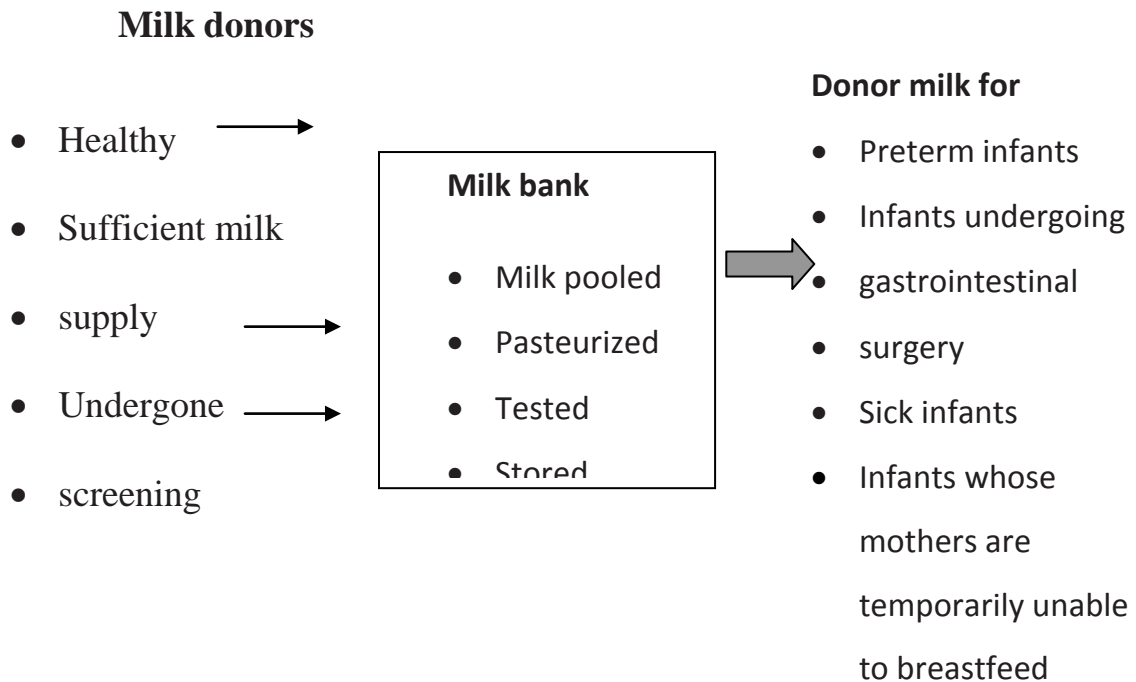 Milk donors
• Healthy
• Sufficient milk
• supply
• Undergone
• screening
Milk bank
• Milk pooled
• Pasteurized
• Tested
• Stored
Donor milk for
• Preterm infants
• Infants undergoing
• gastrointestinal
• surgery
• Sick infants
• Infants whose
mothers are
temporarily unable
to breastfeed